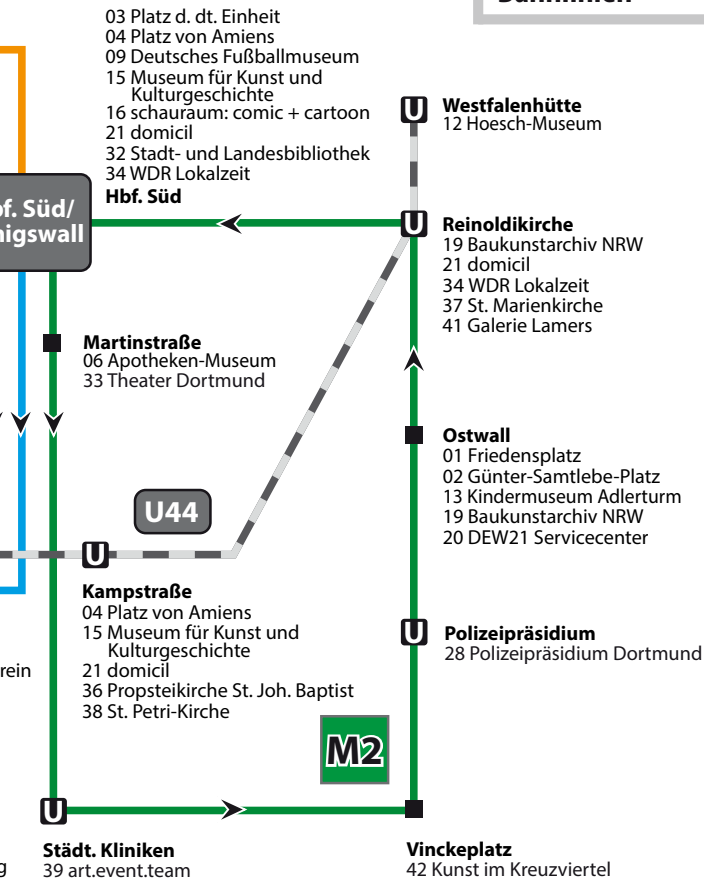 03 Platz d. dt. Einheit
04 Platz von Amiens
09 Deutsches Fußballmuseum
15 Museum für Kunst und
Kulturgeschichte
16 schauraum: comic + cartoon
21 domicil
32 Stadt- und Landesbibliothek
34 WDR Lokalzeit
Hbf. Süd
Westfalenhütte
12 Hoesch-Museum
Süd/
Reinoldikirche
19 Baukunstarchiv NRW
21 domicil
34 WDR Lokalzeit
37 St. Marienkirche
41 Galerie Lamers
Martinstraße
06 Apotheken-Museum
33 Theater Dortmund
Ostwall
01 Friedensplatz
02 Günter-Samtlebe-Platz
13 Kindermuseum Adlerturm
19 Baukunstarchiv NRW
20 DEW21 Servicecenter
U44
U
U
U
Kampstraße
04 Platz von Amiens
15 Museum für Kunst und
Kulturgeschichte
21 domicil
36 Propsteikirche St. Joh. Baptist
38 St. Petri-Kirche
U
Polizeipräsidium
28 Polizeipräsidium Dortmund
M2
U
Städt. Kliniken
39 art.event.team
Vinckeplatz
42 Kunst im Kreuzviertel